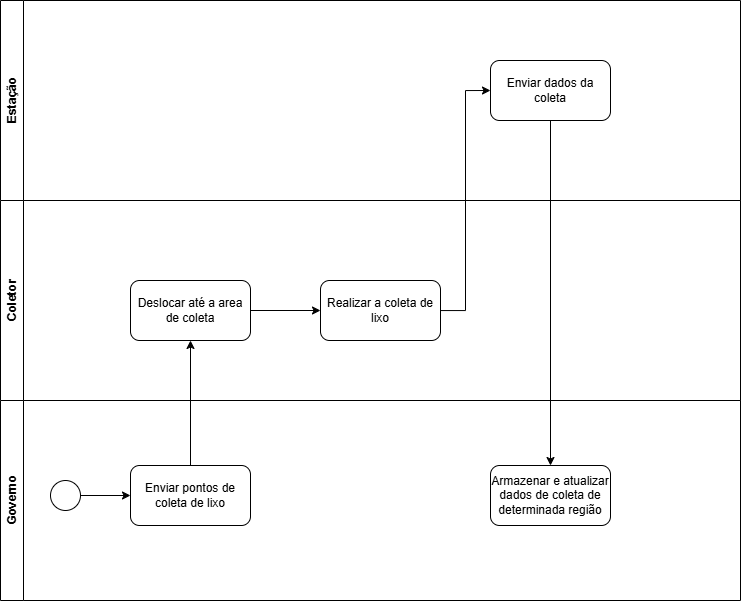 Estação
Enviar dados da
coleta
Coletor
Deslocar até a area
de coleta
Realizar a coleta de
lixo
Governo
Enviar pontos de
coleta de lixo
Armazenar e atualizar
dados de coleta de
determinada região